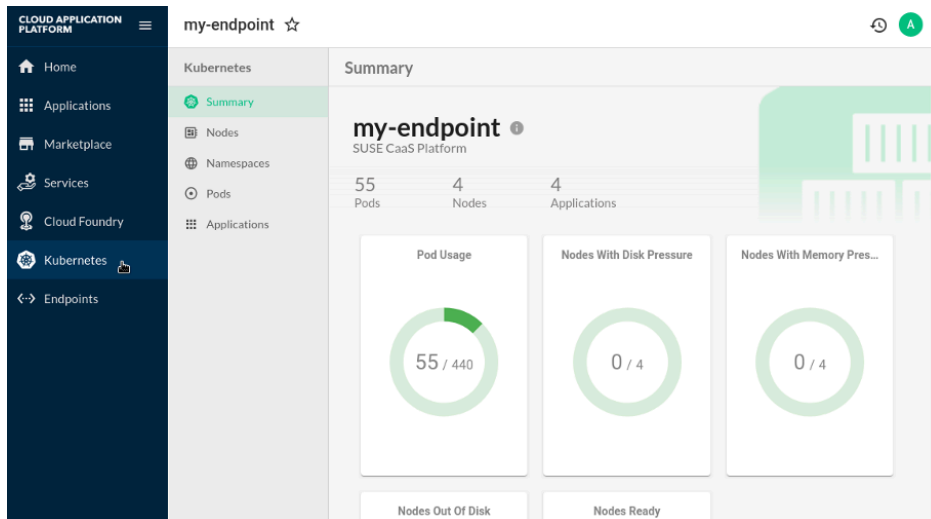 CLOUD APPLICATION
PLATFORM
my-endpoint
A
Home
Applications
Marketplace
Services
Cloud Foundry
Kubernetes
Endpoints
Kubernetes
Summary
Nodes
Namespaces
Pods
Applications
Summary
my-endpoint
SUSE CaaS Platform
55 4 4
Pods Nodes Applications
Pod Usage
55 / 440
Nodes With Disk Pressure
0 / 4
Nodes With Memory Pres...
0 / 4
Nodes Out Of Disk
Nodes Ready